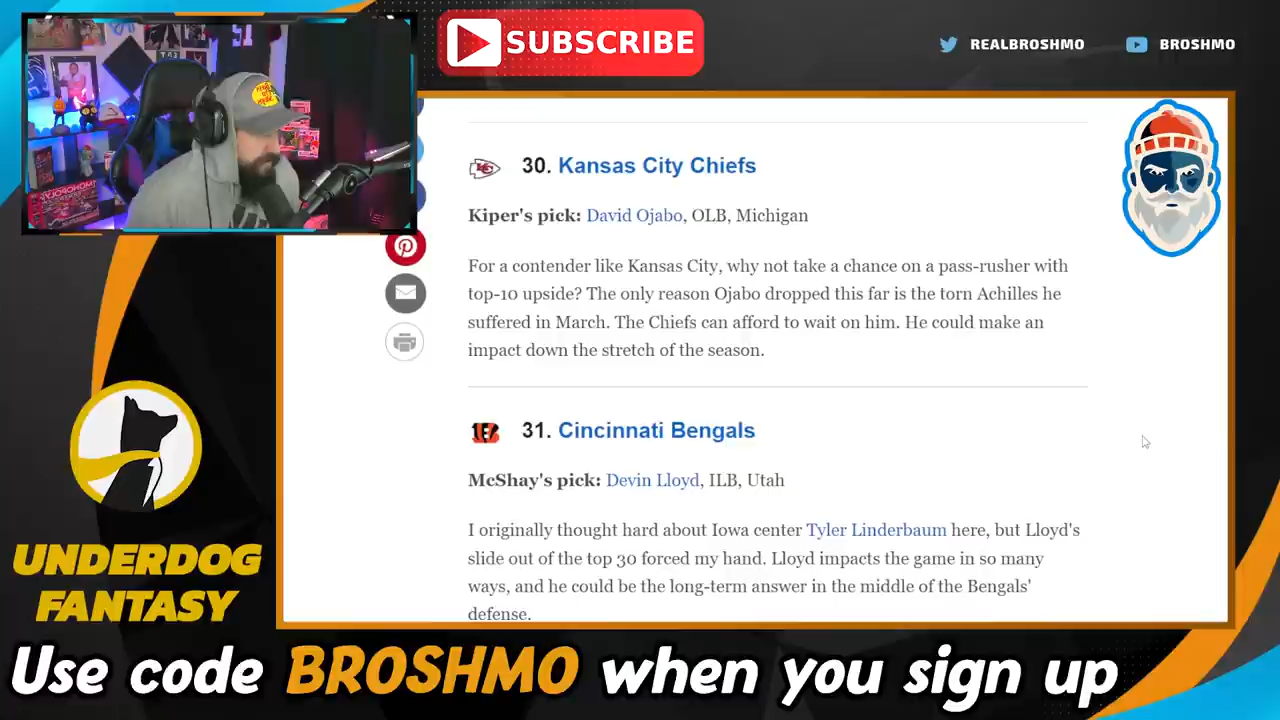 SUBSCRIBE
REALBROSHMO
BROSHMO
30. Kansas City Chiefs
Kiper's pick: David Ojabo, OLB, Michigan
For a contender like Kansas City, why not take a chance on a pass-rusher with
top-10 upside? The only reason Ojabo dropped this far is the torn Achilles he
suffered in March. The Chiefs can afford to wait on him. He could make an
impact down the stretch of the season.
31. Cincinnati Bengals
McShay's pick: Devin Lloyd, ILB, Utah
I originally thought hard about Iowa center Tyler Linderbaum here, but Lloyd's
slide out of the top 30 forced my hand. Lloyd impacts the game in so many
ways, and he could be the long-term answer in the middle of the Bengals'
defense.
UNDERDOG
FANTASY
Use code BROSHMO when you sign up